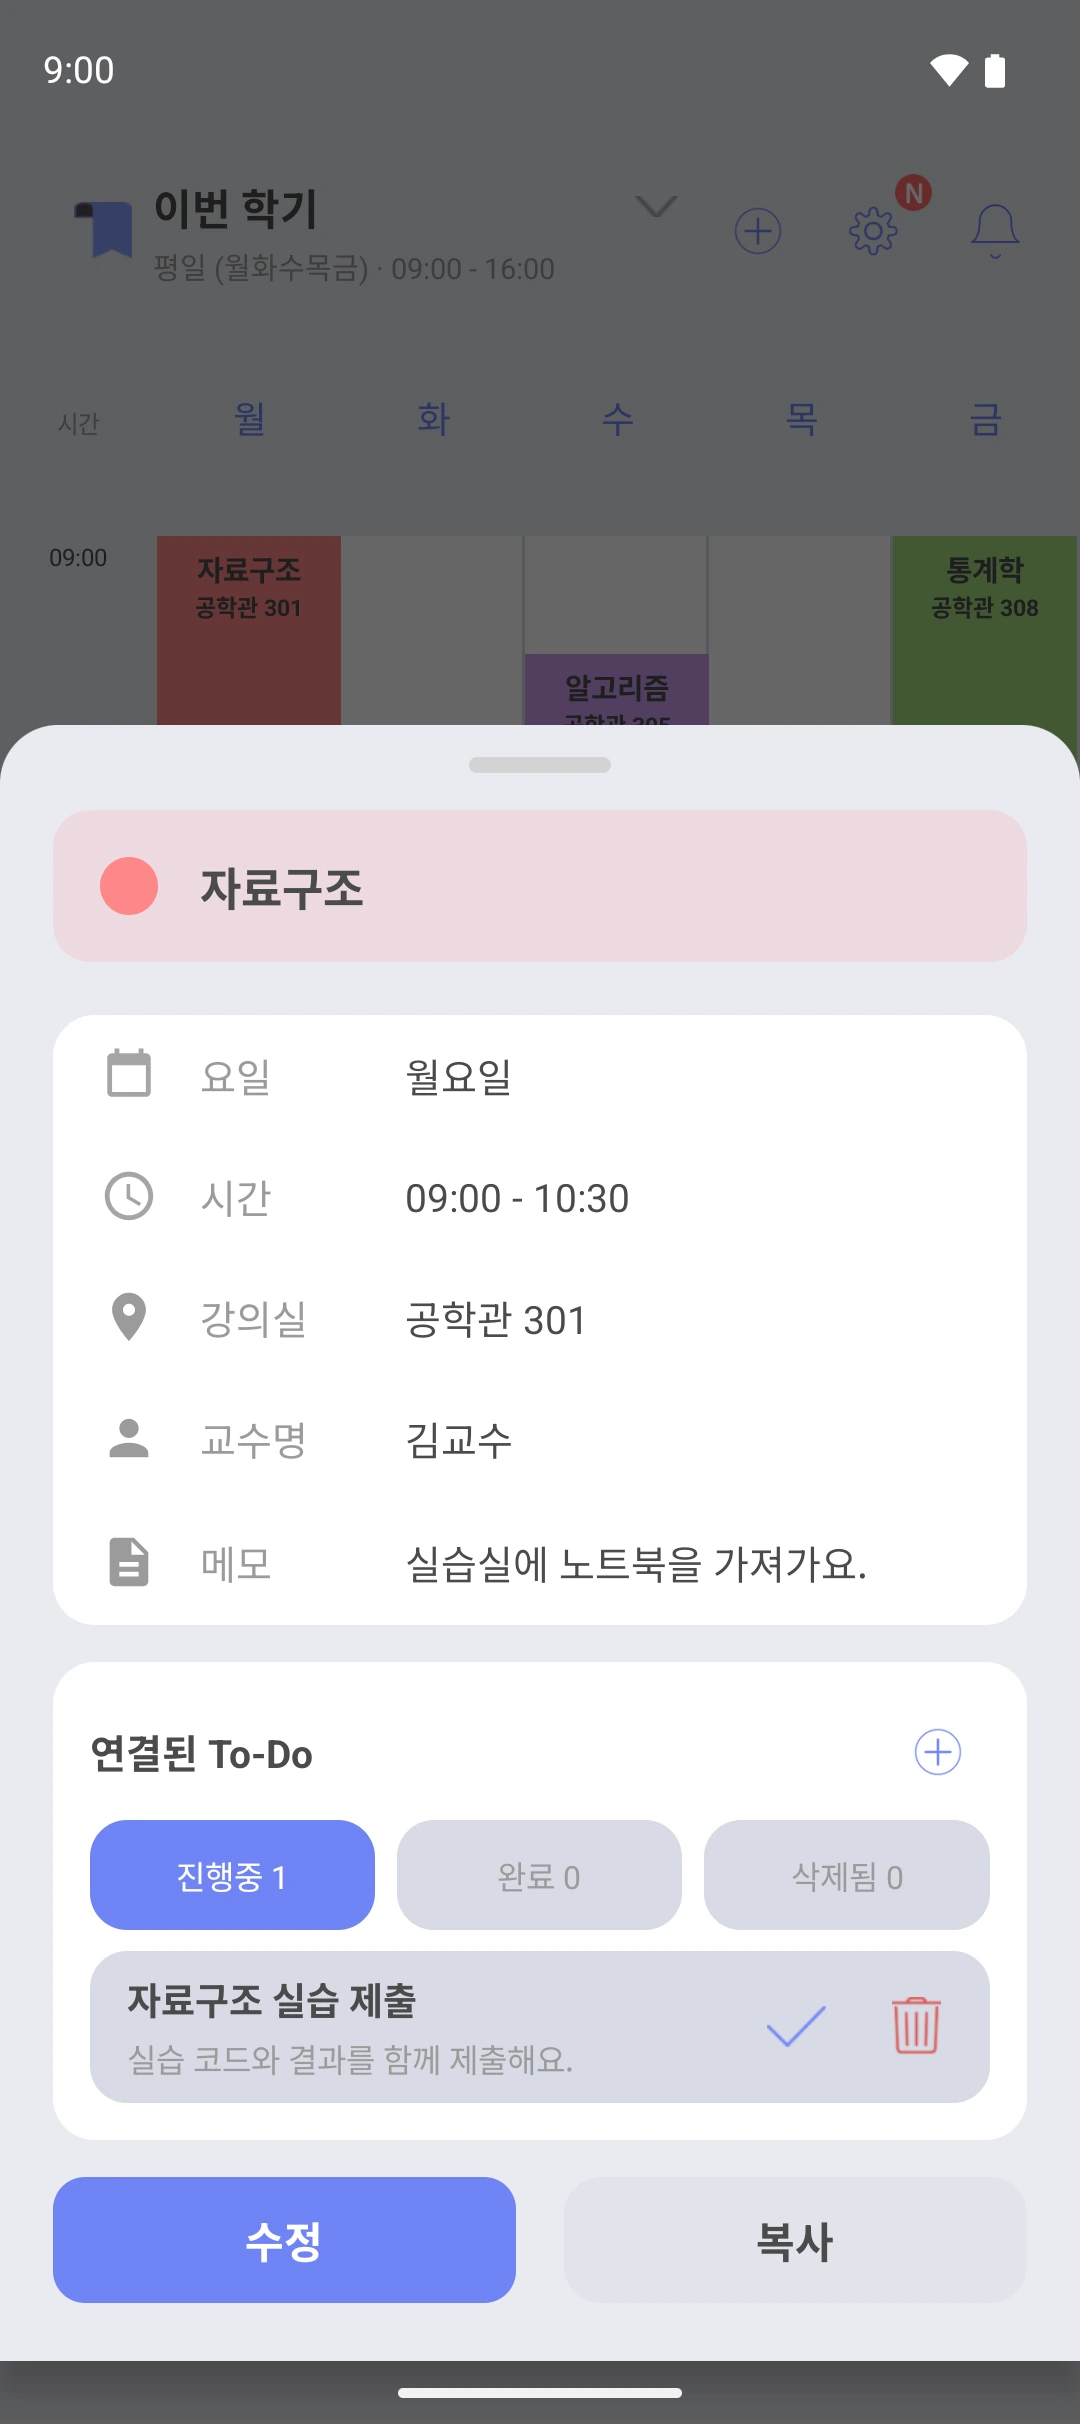 9:00
이번 학기
N
평일 (월화수목금) · 09:00 - 16:00
시간 월 화 수 목 금
09:00
자료구조
공학관 301
통계학
공학관 308
알고리즘
공학관 305
자료구조
요일 월요일
시간 09:00 - 10:30
강의실 공학관 301
교수명 김교수
메모 실습실에 노트북을 가져가요.
연결된 To-Do
진행중 1 완료 0 삭제됨 0
자료구조 실습 제출
실습 코드와 결과를 함께 제출해요.
수정 복사